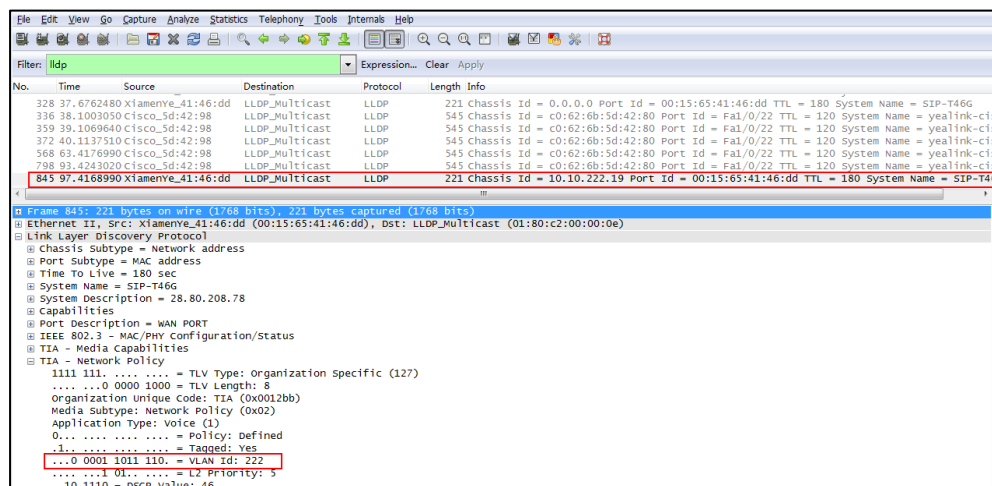 File Edit View Go Capture Analyze Statistics Telephony Tools Internals Help
Filter: lldp Expression... Clear Apply
No. Time Source Destination Protocol Length Info
328 37.6762480 XiamenYe_41:46:dd LLDP_Multicast LLDP 221 Chassis Id = 0.0.0.0 Port Id = 00:15:65:41:46:dd TTL = 180 System Name = SIP-T46G
336 38.1003050 Cisco_5d:42:98 LLDP_Multicast LLDP 545 Chassis Id = c0:62:6b:5d:42:80 Port Id = Fa1/0/22 TTL = 120 System Name = yealink-ci
359 39.1069640 Cisco_5d:42:98 LLDP_Multicast LLDP 545 Chassis Id = c0:62:6b:5d:42:80 Port Id = Fa1/0/22 TTL = 120 System Name = yealink-ci
372 40.1137510 Cisco_5d:42:98 LLDP_Multicast LLDP 545 Chassis Id = c0:62:6b:5d:42:80 Port Id = Fa1/0/22 TTL = 120 System Name = yealink-ci
568 63.4176990 Cisco_5d:42:98 LLDP_Multicast LLDP 545 Chassis Id = c0:62:6b:5d:42:80 Port Id = Fa1/0/22 TTL = 120 System Name = yealink-ci
798 93.4243020 Cisco_5d:42:98 LLDP_Multicast LLDP 545 Chassis Id = c0:62:6b:5d:42:80 Port Id = Fa1/0/22 TTL = 120 System Name = yealink-ci
845 97.4168990 XiamenYe_41:46:dd LLDP_Multicast LLDP 221 Chassis Id = 10.10.222.19 Port Id = 00:15:65:41:46:dd TTL = 180 System Name = SIP-T46
Frame 845: 221 bytes on wire (1768 bits), 221 bytes captured (1768 bits)
Ethernet II, Src: XiamenYe_41:46:dd (00:15:65:41:46:dd), Dst: LLDP_Multicast (01:80:c2:00:00:0e)
Link Layer Discovery Protocol
Chassis Subtype = Network address
Port Subtype = MAC address
Time To Live = 180 sec
System Name = SIP-T46G
System Description = 28.80.208.78
Capabilities
Port Description = WAN PORT
IEEE 802.3 - MAC/PHY Configuration/Status
TIA - Media Capabilities
TIA - Network Policy
1111 111. .... .... = TLV Type: Organization Specific (127)
.... ...0 0000 1000 = TLV Length: 8
Organization Unique Code: TIA (0x0012bb)
Media Subtype: Network Policy (0x02)
Application Type: Voice (1)
0... .... .... .... = Policy: Defined
.1.. .... .... .... = Tagged: Yes
...0 0001 1011 110. = VLAN Id: 222
.... ...1 01.. .... = L2 Priority: 5
..10 1110 = DSCP Value: 46